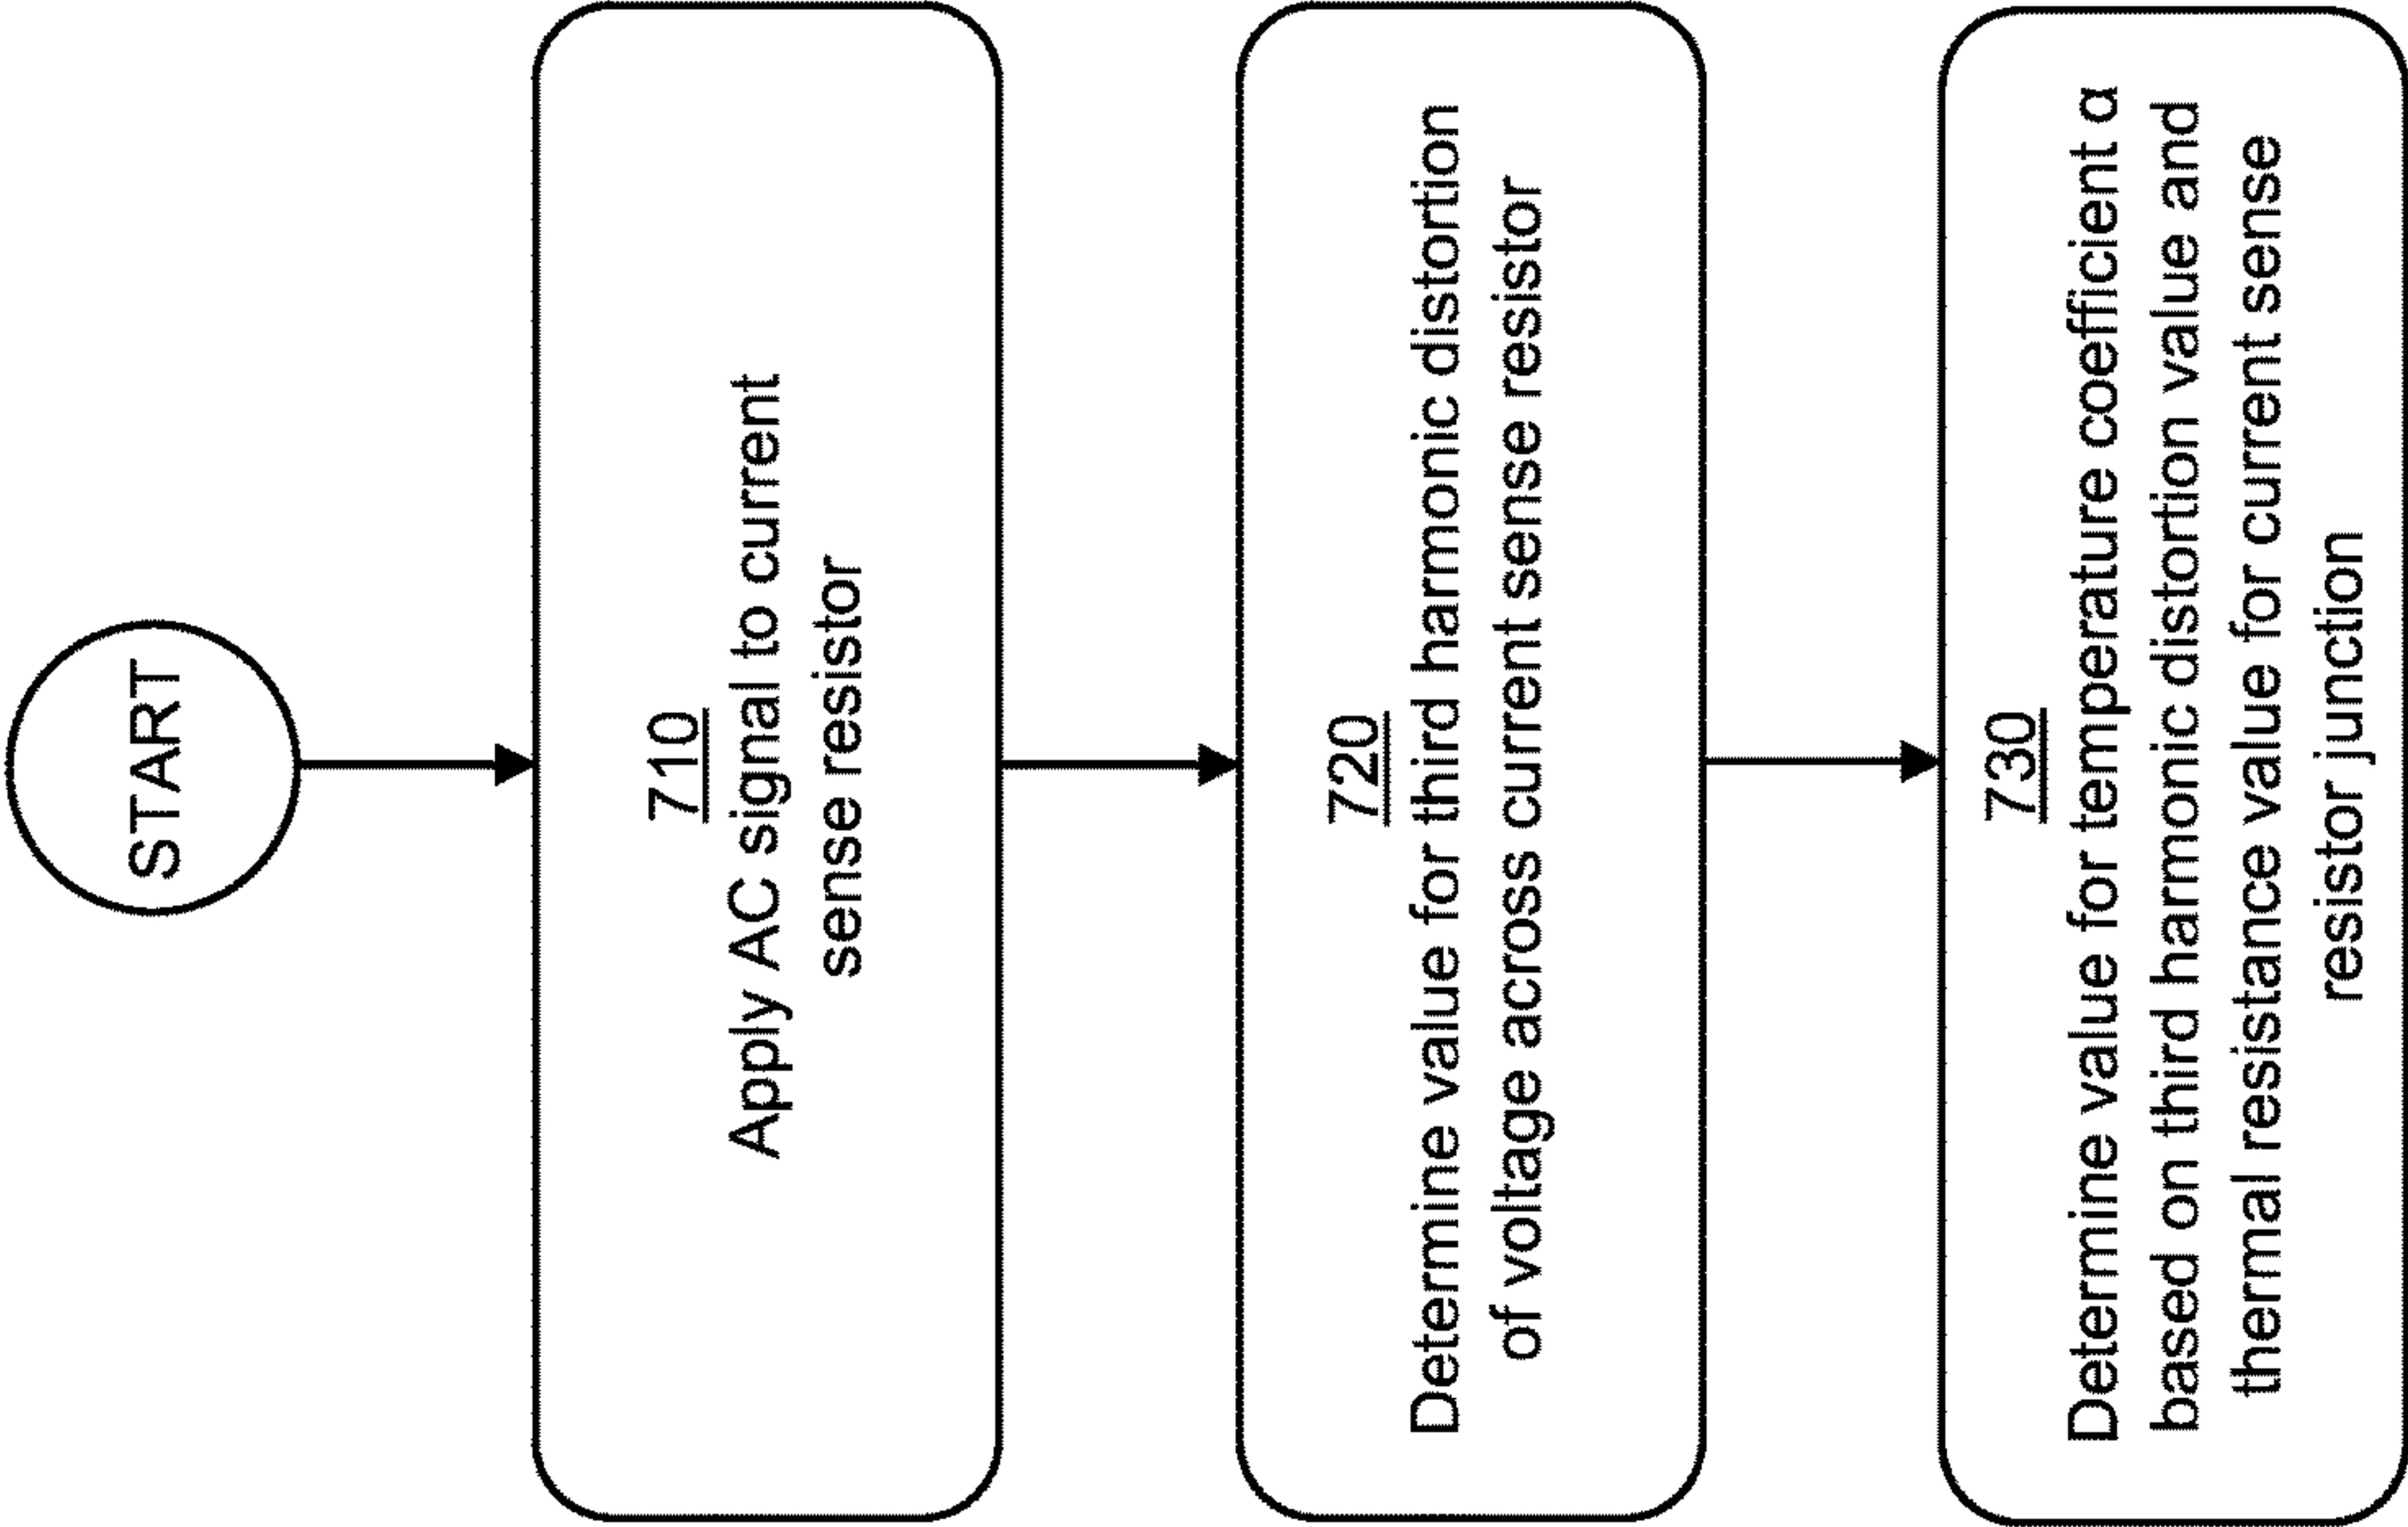 START
710
Apply AC signal to current
sense resistor
720
Determine value for third harmonic distortion
of voltage across current sense resistor
730
Determine value for temperature coefficient α
based on third harmonic distortion value and
thermal resistance value for current sense
resistor junction